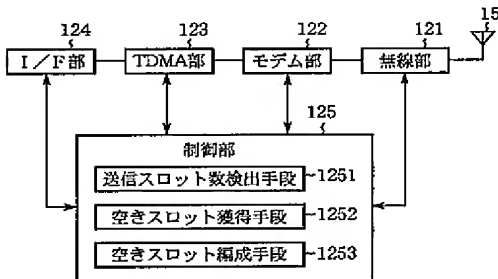 124 123 122 121 15
I/F部 TDMA部 モデム部 無線部
125
制御部
送信スロット数検出手段 1251
空きスロット獲得手段 1252
空きスロット編成手段 1253